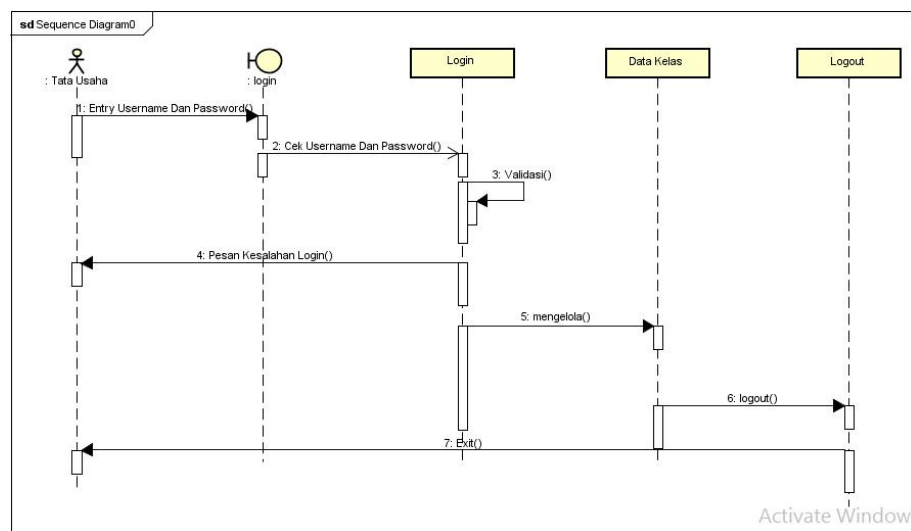 sd Sequence Diagram0
: Tata Usaha
: login
Login
Data Kelas
Logout
1: Entry Username Dan Password()
2: Cek Username Dan Password()
3: Validasi()
4: Pesan Kesalahan Login()
5: mengelola()
6: logout()
7: Exit()
Activate Window